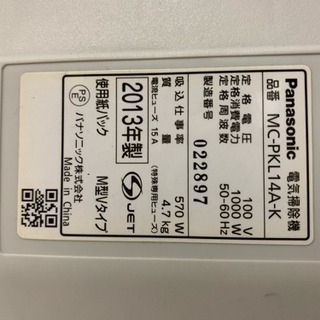 Panasonic 電気掃除機
品番 MC-PKL14A-K
定格電圧 100 V
定格消費電力 1000 W
定格周波数 50-60 Hz
製造番号 022897
吸込仕事率 570 W
質量 4.7 kg
電流ヒューズ 15 A (特殊専用ヒューズ)
2013年製
S JET
使用紙パック M型Vタイプ
PS E
パナソニック株式会社
Made in China